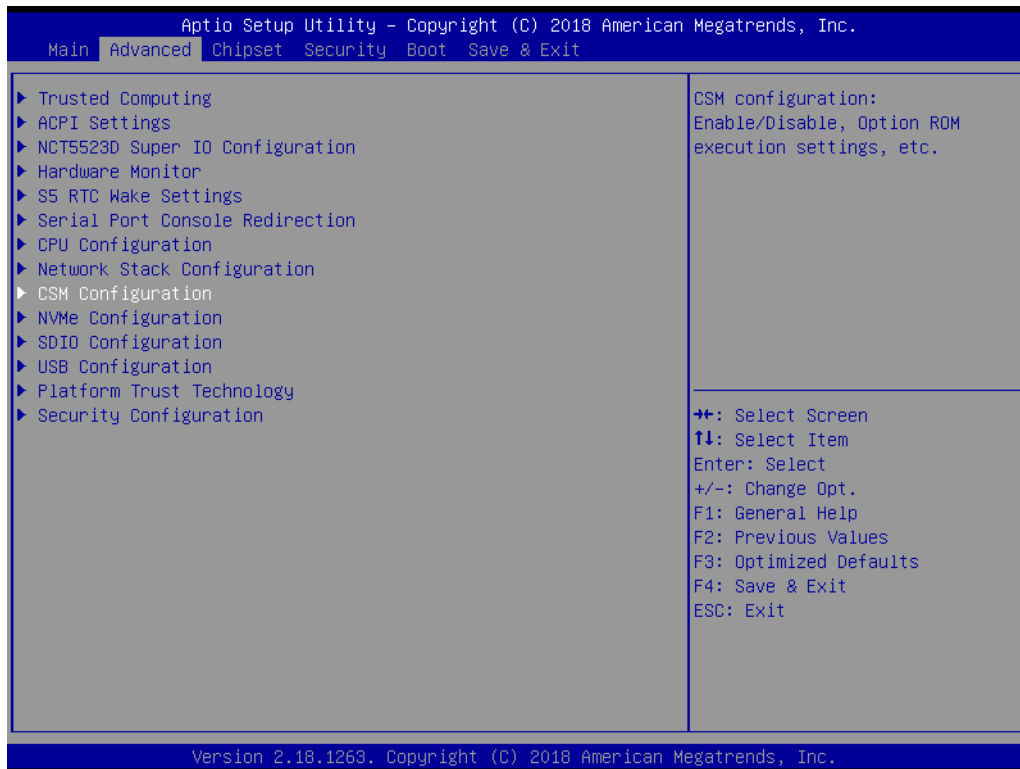 Aptio Setup Utility – Copyright (C) 2018 American Megatrends, Inc.
Main Advanced Chipset Security Boot Save & Exit
Trusted Computing
ACPI Settings
NCT5523D Super IO Configuration
Hardware Monitor
S5 RTC Wake Settings
Serial Port Console Redirection
CPU Configuration
Network Stack Configuration
CSM Configuration
NVMe Configuration
SDIO Configuration
USB Configuration
Platform Trust Technology
Security Configuration
CSM configuration:
Enable/Disable, Option ROM
execution settings, etc.
→←: Select Screen
↑↓: Select Item
Enter: Select
+/-: Change Opt.
F1: General Help
F2: Previous Values
F3: Optimized Defaults
F4: Save & Exit
ESC: Exit
Version 2.18.1263. Copyright (C) 2018 American Megatrends, Inc.